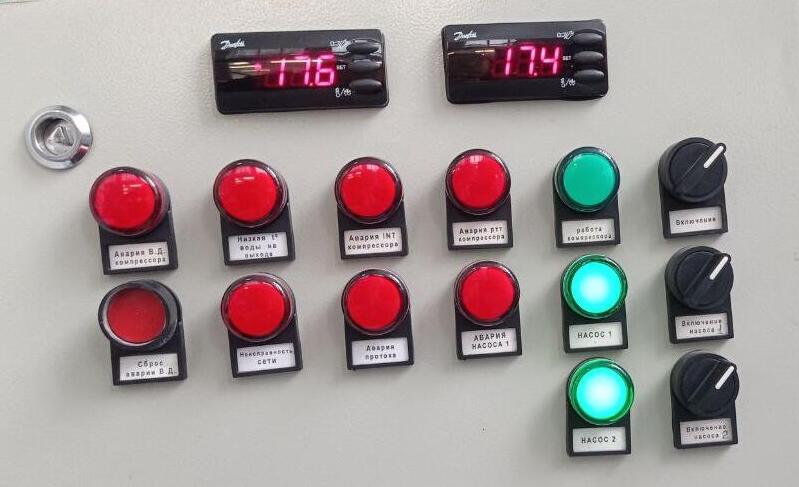 Danfoss
Danfoss
17.6
SET
17.4
SET
Авария В.Д.
компрессора
Низкая t°
воды на
выходе
Авария INT
компрессора
Авария ртт
компрессора
работа
компрессора
Включение
Сброс
аварии В.Д.
Неисправность
сети
Авария
протока
АВАРИЯ
НАСОСА 1
НАСОС 1
Включение
насоса 1
НАСОС 2
Включение
насоса 2